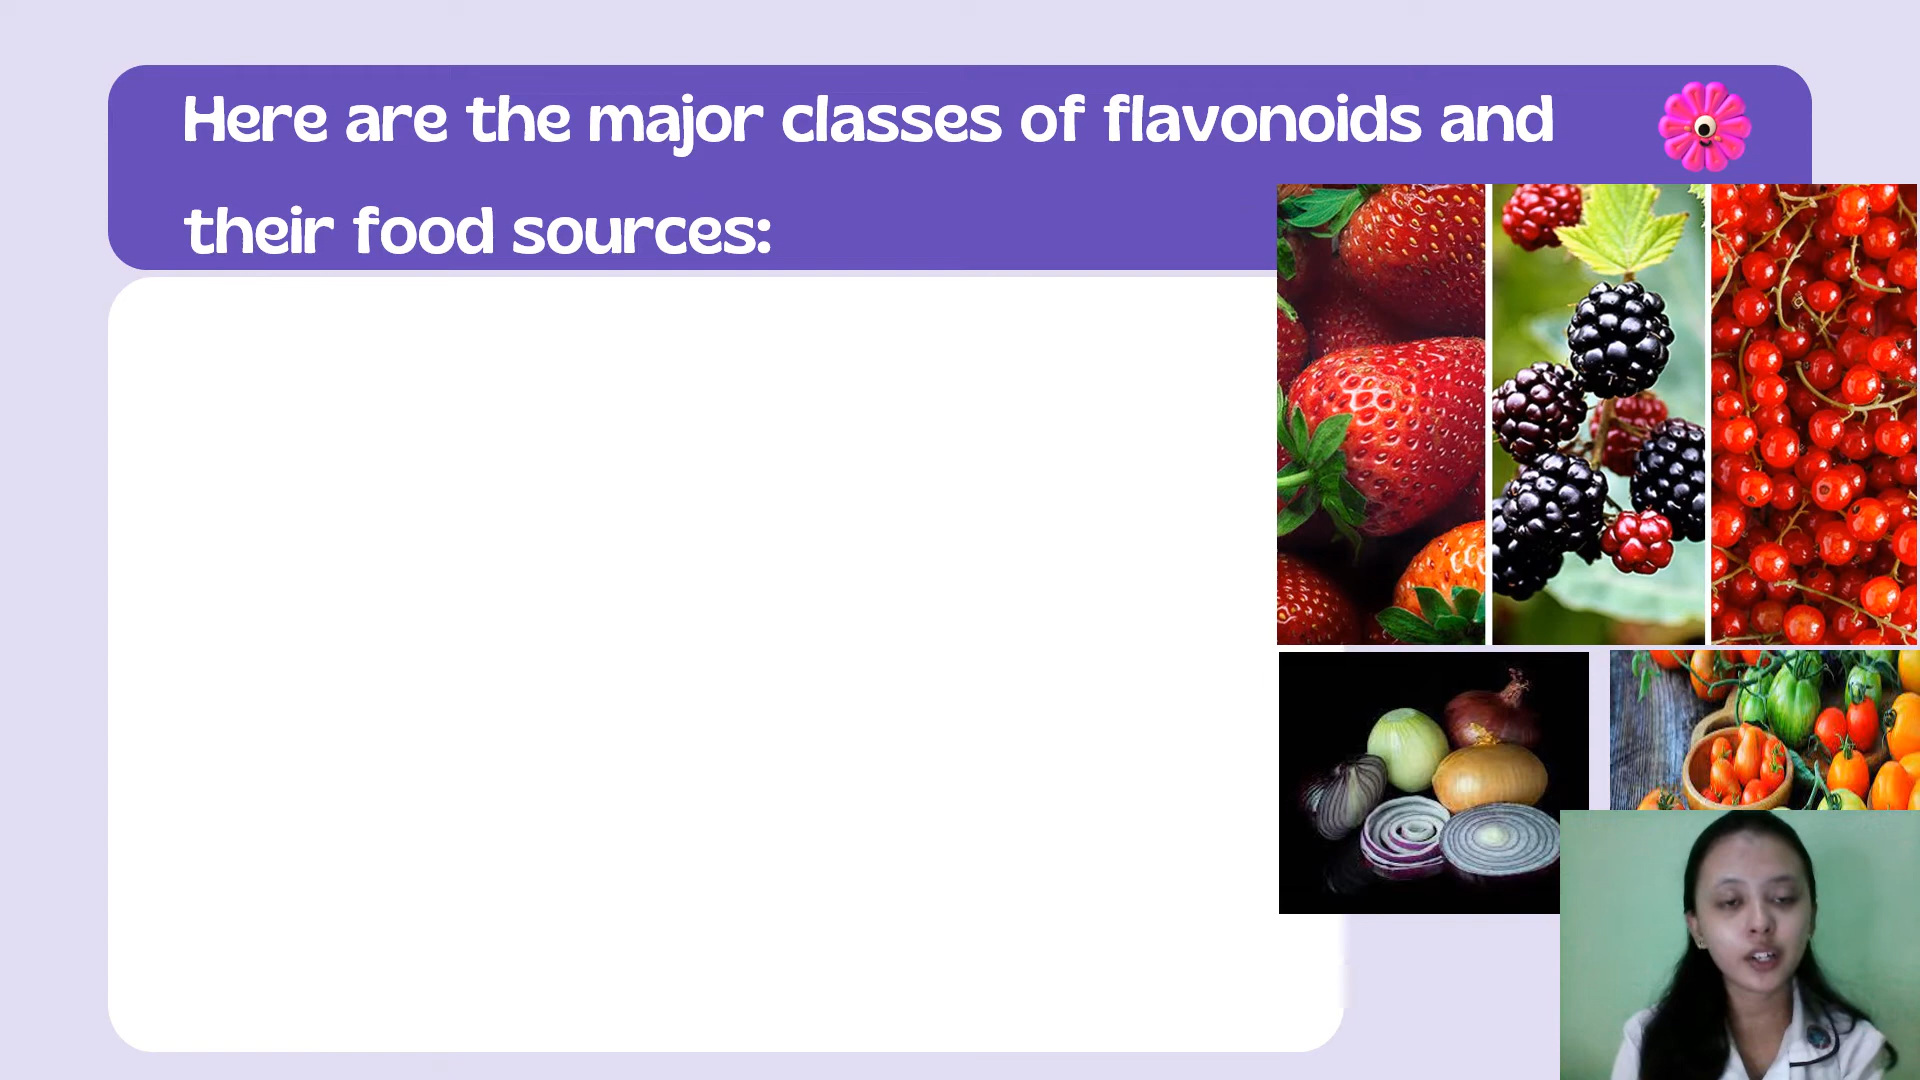 Here are the major classes of flavonoids and
their food sources: